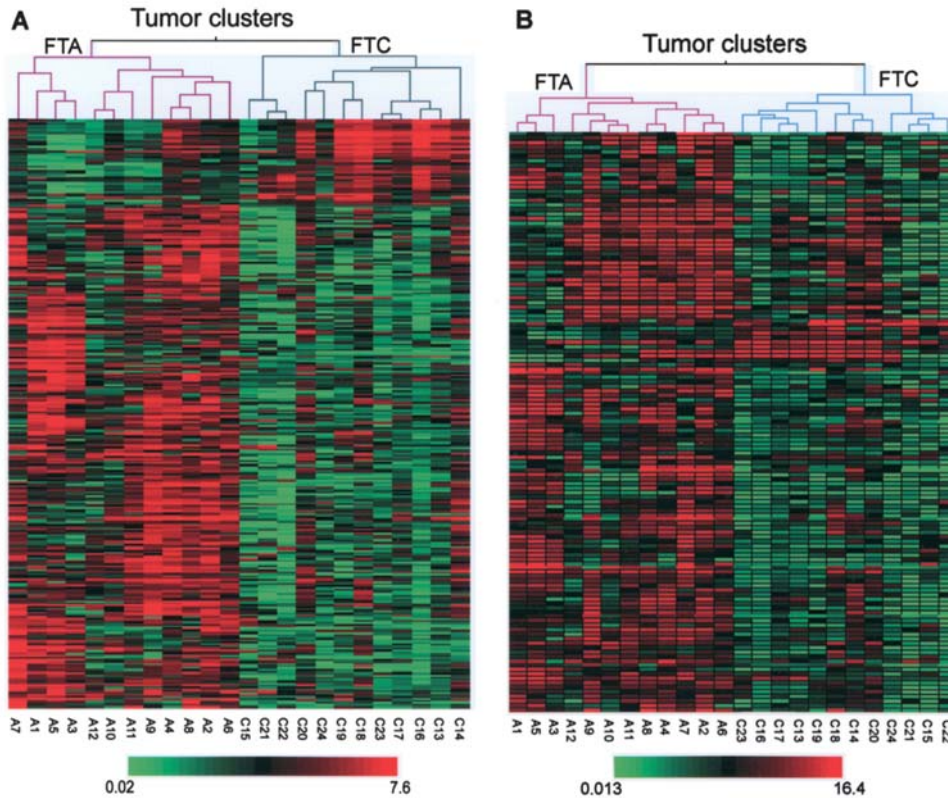 A
Tumor clusters
FTA
FTC
A7 A1 A5 A3 A12 A10 A11 A9 A4 A8 A2 A6 C15 C21 C22 C20 C24 C19 C18 C23 C17 C16 C13 C14
0.02
7.6
B
Tumor clusters
FTA
FTC
A1 A5 A3 A12 A9 A10 A11 A8 A4 A7 A2 A6 C23 C16 C17 C13 C19 C18 C14 C20 C24 C21 C15 C22
0.013
16.4